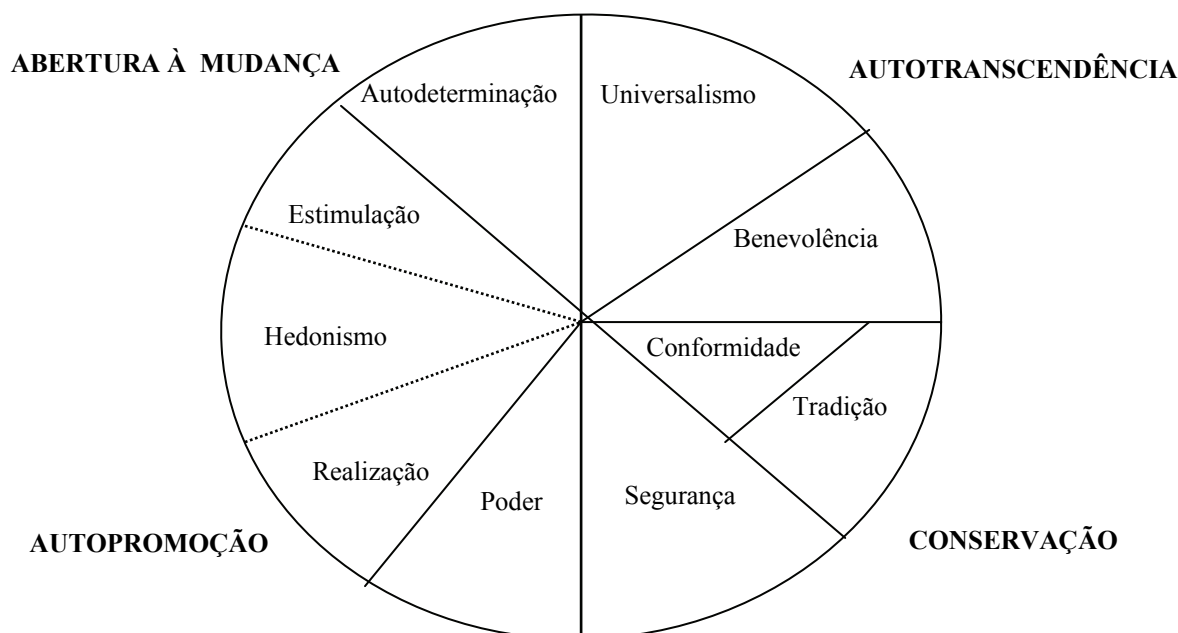 ABERTURA À MUDANÇA
AUTOTRANSCENDÊNCIA
Autodeterminação
Universalismo
Estimulação
Benevolência
Hedonismo
Conformidade
Tradição
Realização
Poder
Segurança
AUTOPROMOÇÃO
CONSERVAÇÃO